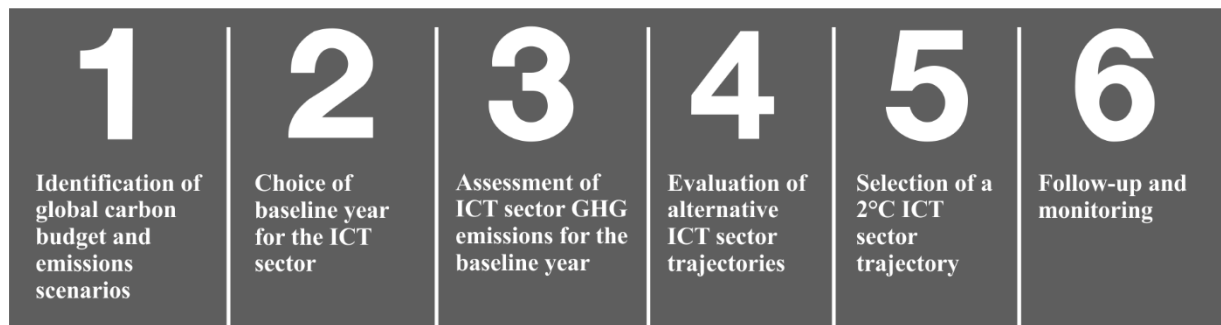 1
Identification of
global carbon
budget and
emissions
scenarios
2
Choice of
baseline year
for the ICT
sector
3
Assessment of
ICT sector GHG
emissions for the
baseline year
4
Evaluation of
alternative
ICT sector
trajectories
5
Selection of a
2°C ICT
sector
trajectory
6
Follow-up and
monitoring